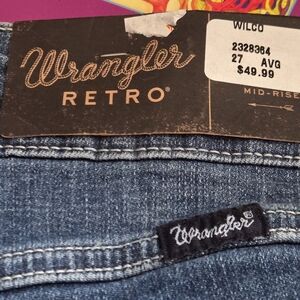 WILCO
2328364
27 AVG
$49.99
Wrangler
RETRO®
MID-RISE
Wrangler®